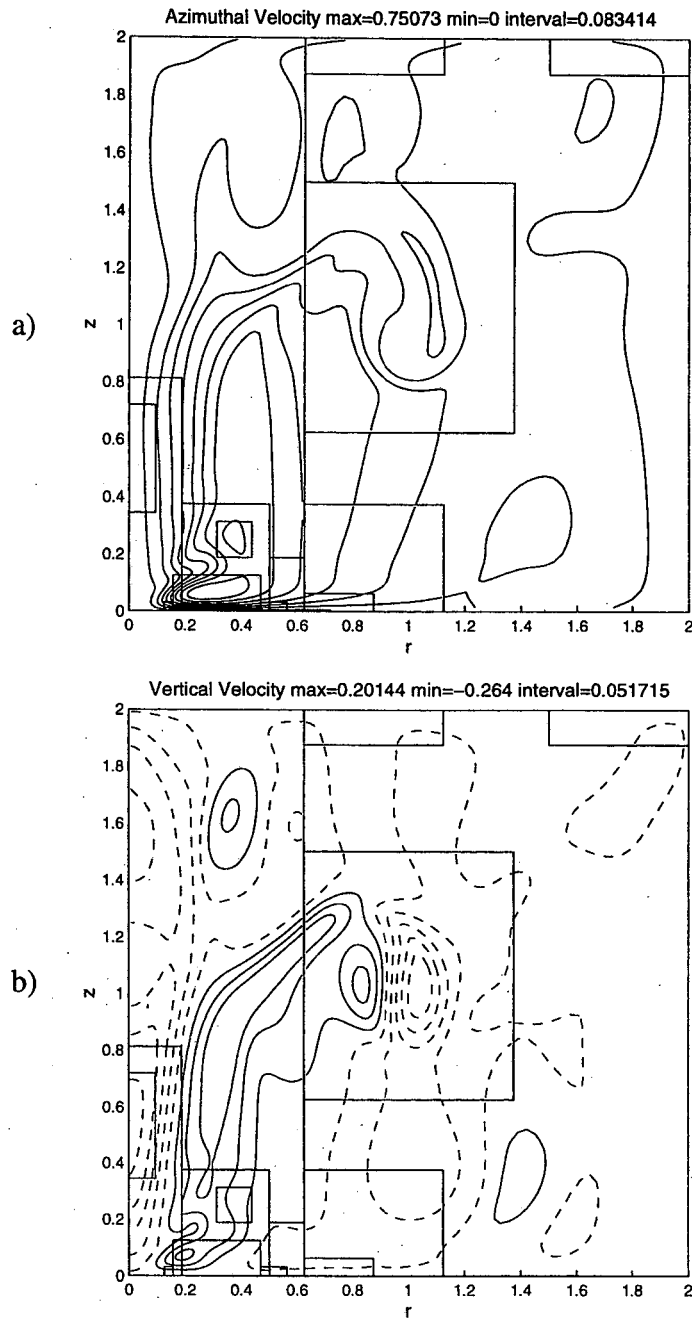 Azimuthal Velocity max=0.75073 min=0 interval=0.083414
2
1.8
1.6
1.4
1.2
1
0.8
0.6
0.4
0.2
0
z
a)
0 0.2 0.4 0.6 0.8 1 1.2 1.4 1.6 1.8 2
r
Vertical Velocity max=0.20144 min=−0.264 interval=0.051715
2
1.8
1.6
1.4
1.2
1
0.8
0.6
0.4
0.2
0
z
b)
0 0.2 0.4 0.6 0.8 1 1.2 1.4 1.6 1.8 2
r